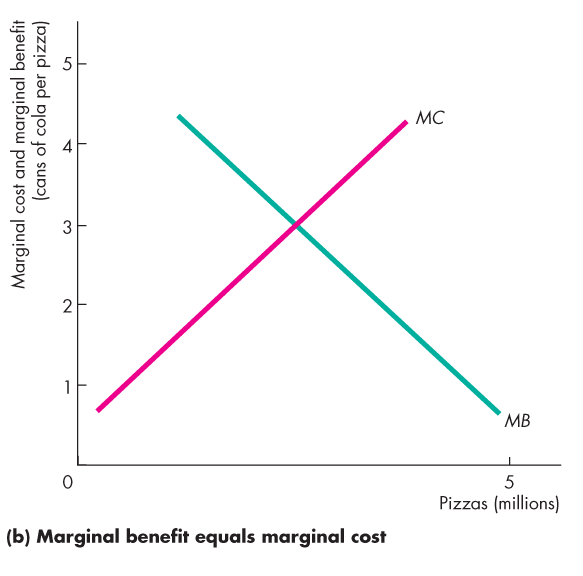 Marginal cost and marginal benefit
(cans of cola per pizza)
5
4
3
2
1
0
MC
MB
5
Pizzas (millions)
(b) Marginal benefit equals marginal cost